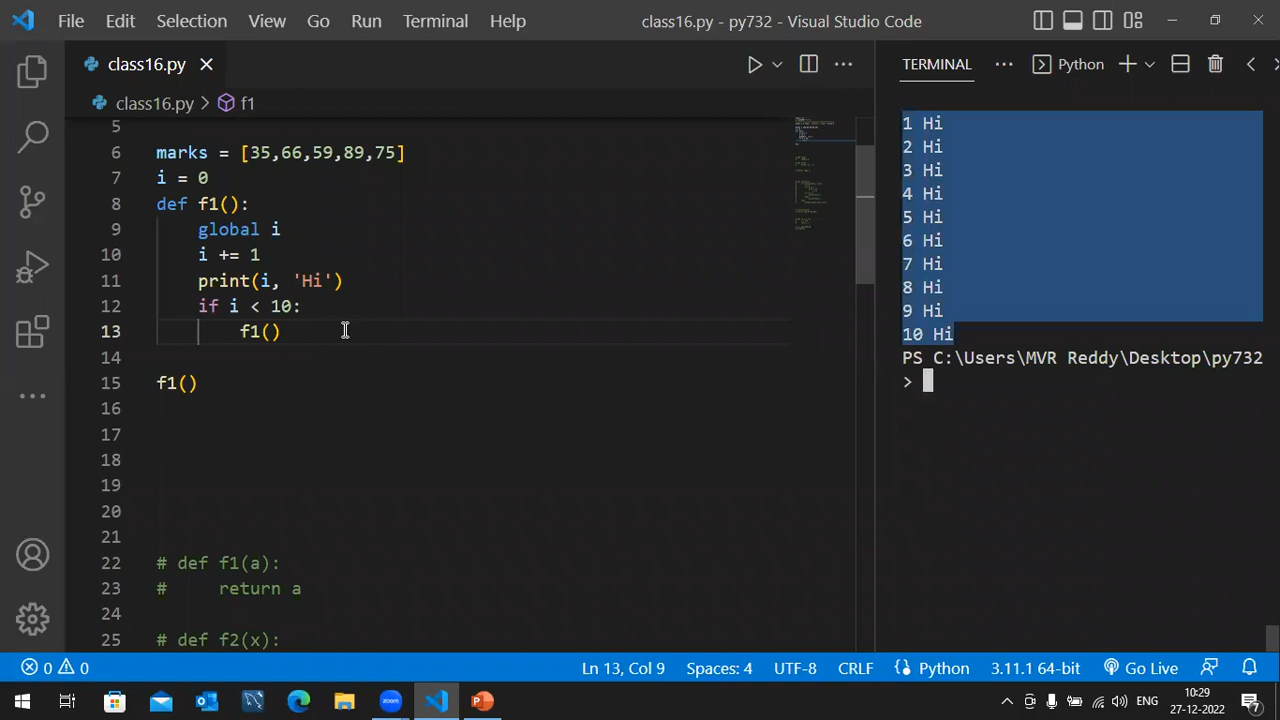 File Edit Selection View Go Run Terminal Help class16.py - py732 - Visual Studio Code
class16.py
class16.py > f1
5
6 marks = [35,66,59,89,75]
7 i = 0
8 def f1():
9 global i
10 i += 1
11 print(i, 'Hi')
12 if i < 10:
13 f1()
14
15 f1()
16
17
18
19
20
21
22 # def f1(a):
23 # return a
24
25 # def f2(x):
TERMINAL Python
1 Hi
2 Hi
3 Hi
4 Hi
5 Hi
6 Hi
7 Hi
8 Hi
9 Hi
10 Hi
PS C:\Users\MVR Reddy\Desktop\py732
>
0 0 Ln 13, Col 9 Spaces: 4 UTF-8 CRLF Python 3.11.1 64-bit Go Live
zoom ENG 10:29
27-12-2022 7